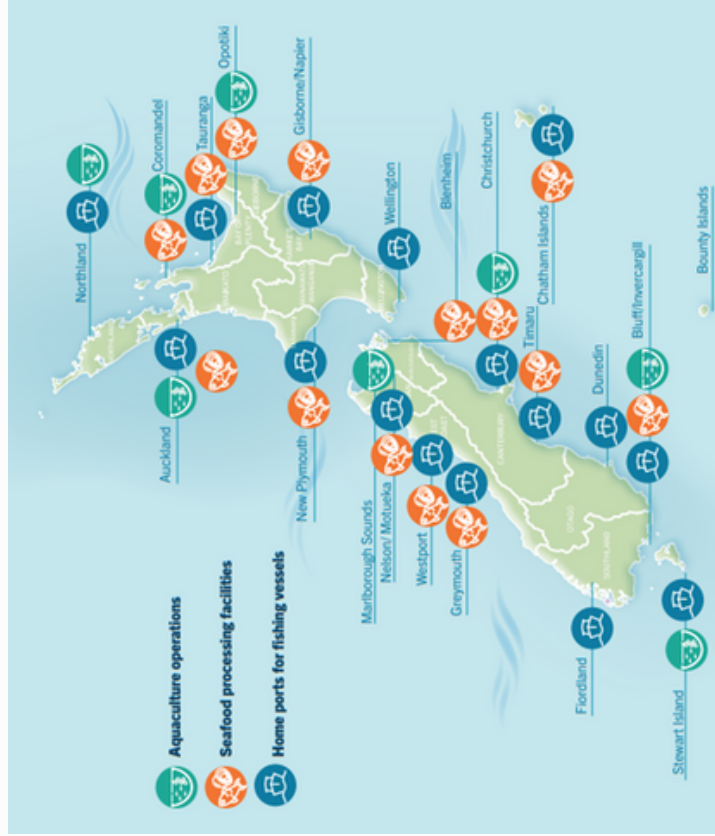 Aquaculture operations
Seafood processing facilities
Home ports for fishing vessels
Northland
Auckland
Coromandel
Tauranga
Opotiki
Gisborne/Napier
New Plymouth
Wellington
Marlborough Sounds
Nelson/ Motueka
Westport
Greymouth
Blenheim
Christchurch
Chatham Islands
Timaru
Dunedin
Bluff/Invercargill
Bounty Islands
Fiordland
Stewart Island
CANTERBURY
OTAGO
SOUTHLAND